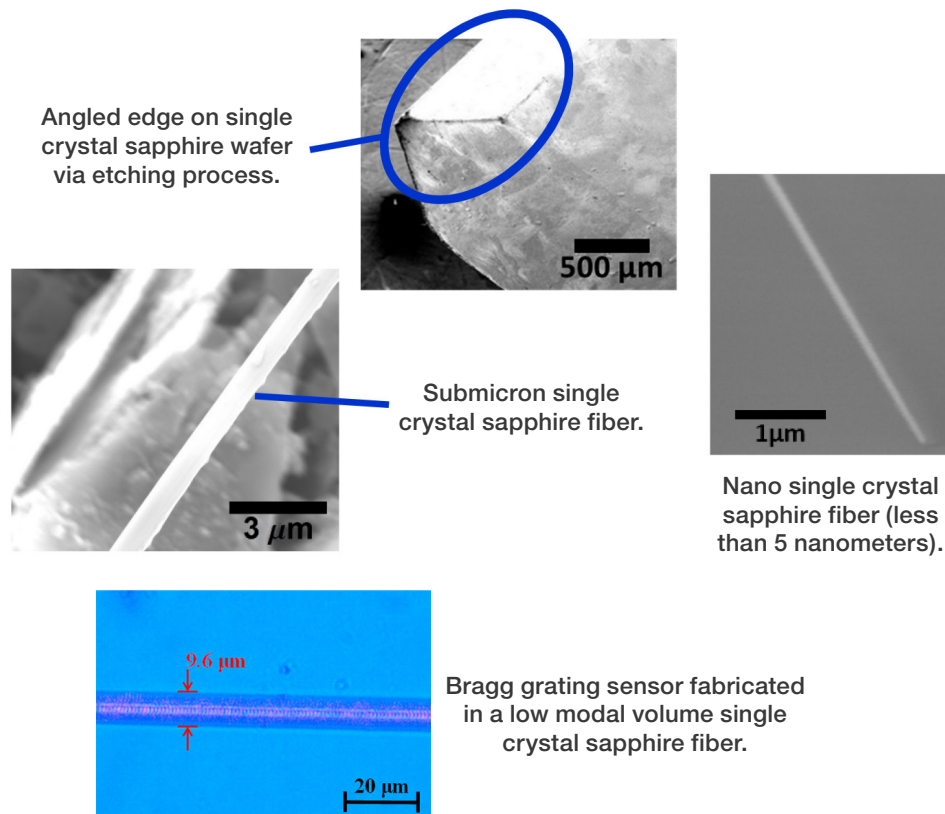 Angled edge on single
crystal sapphire wafer
via etching process.
500 µm
Submicron single
crystal sapphire fiber.
3 µm
1µm
Nano single crystal
sapphire fiber (less
than 5 nanometers).
9.6 µm
20 µm
Bragg grating sensor fabricated
in a low modal volume single
crystal sapphire fiber.